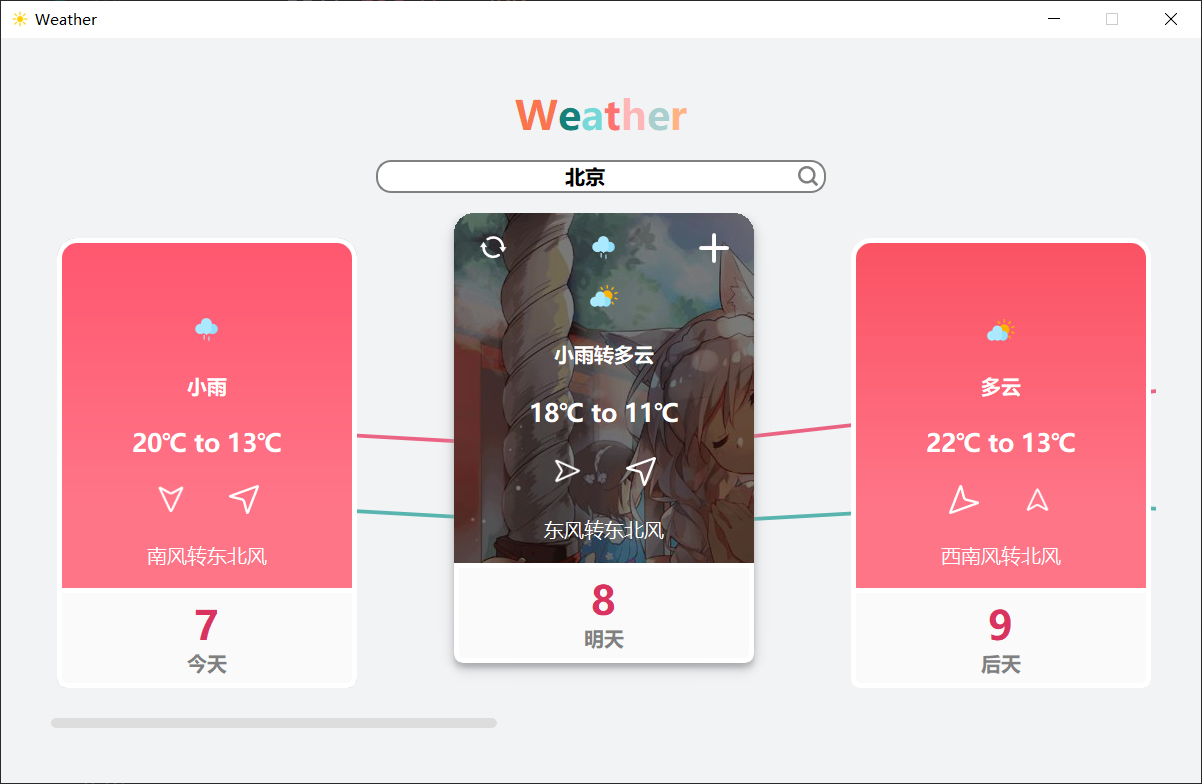 Weather
Weather
北京
小雨
20℃ to 13℃
南风转东北风
7
今天
小雨转多云
18℃ to 11℃
东风转东北风
8
明天
多云
22℃ to 13℃
西南风转北风
9
后天